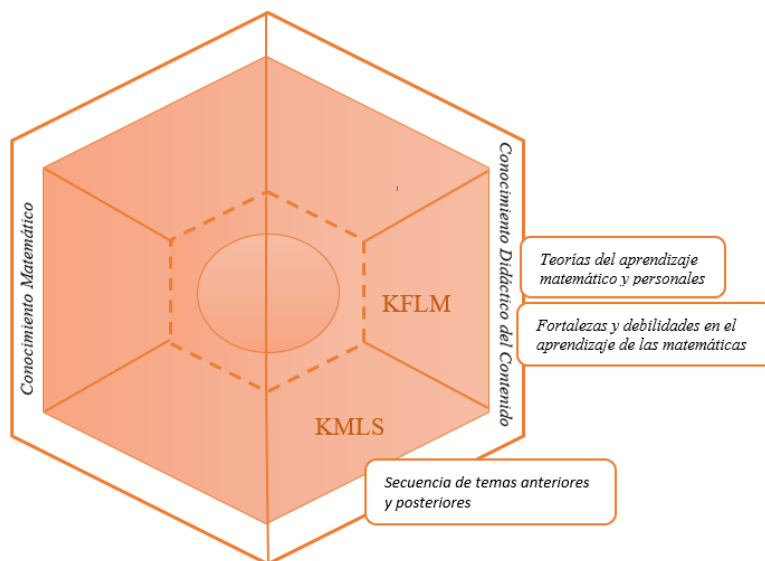 Conocimiento Matemático
Conocimiento Didáctico del Contenido
KFLM
KMLS
Teorías del aprendizaje
matemático y personales
Fortalezas y debilidades en el
aprendizaje de las matemáticas
Secuencia de temas anteriores
y posteriores